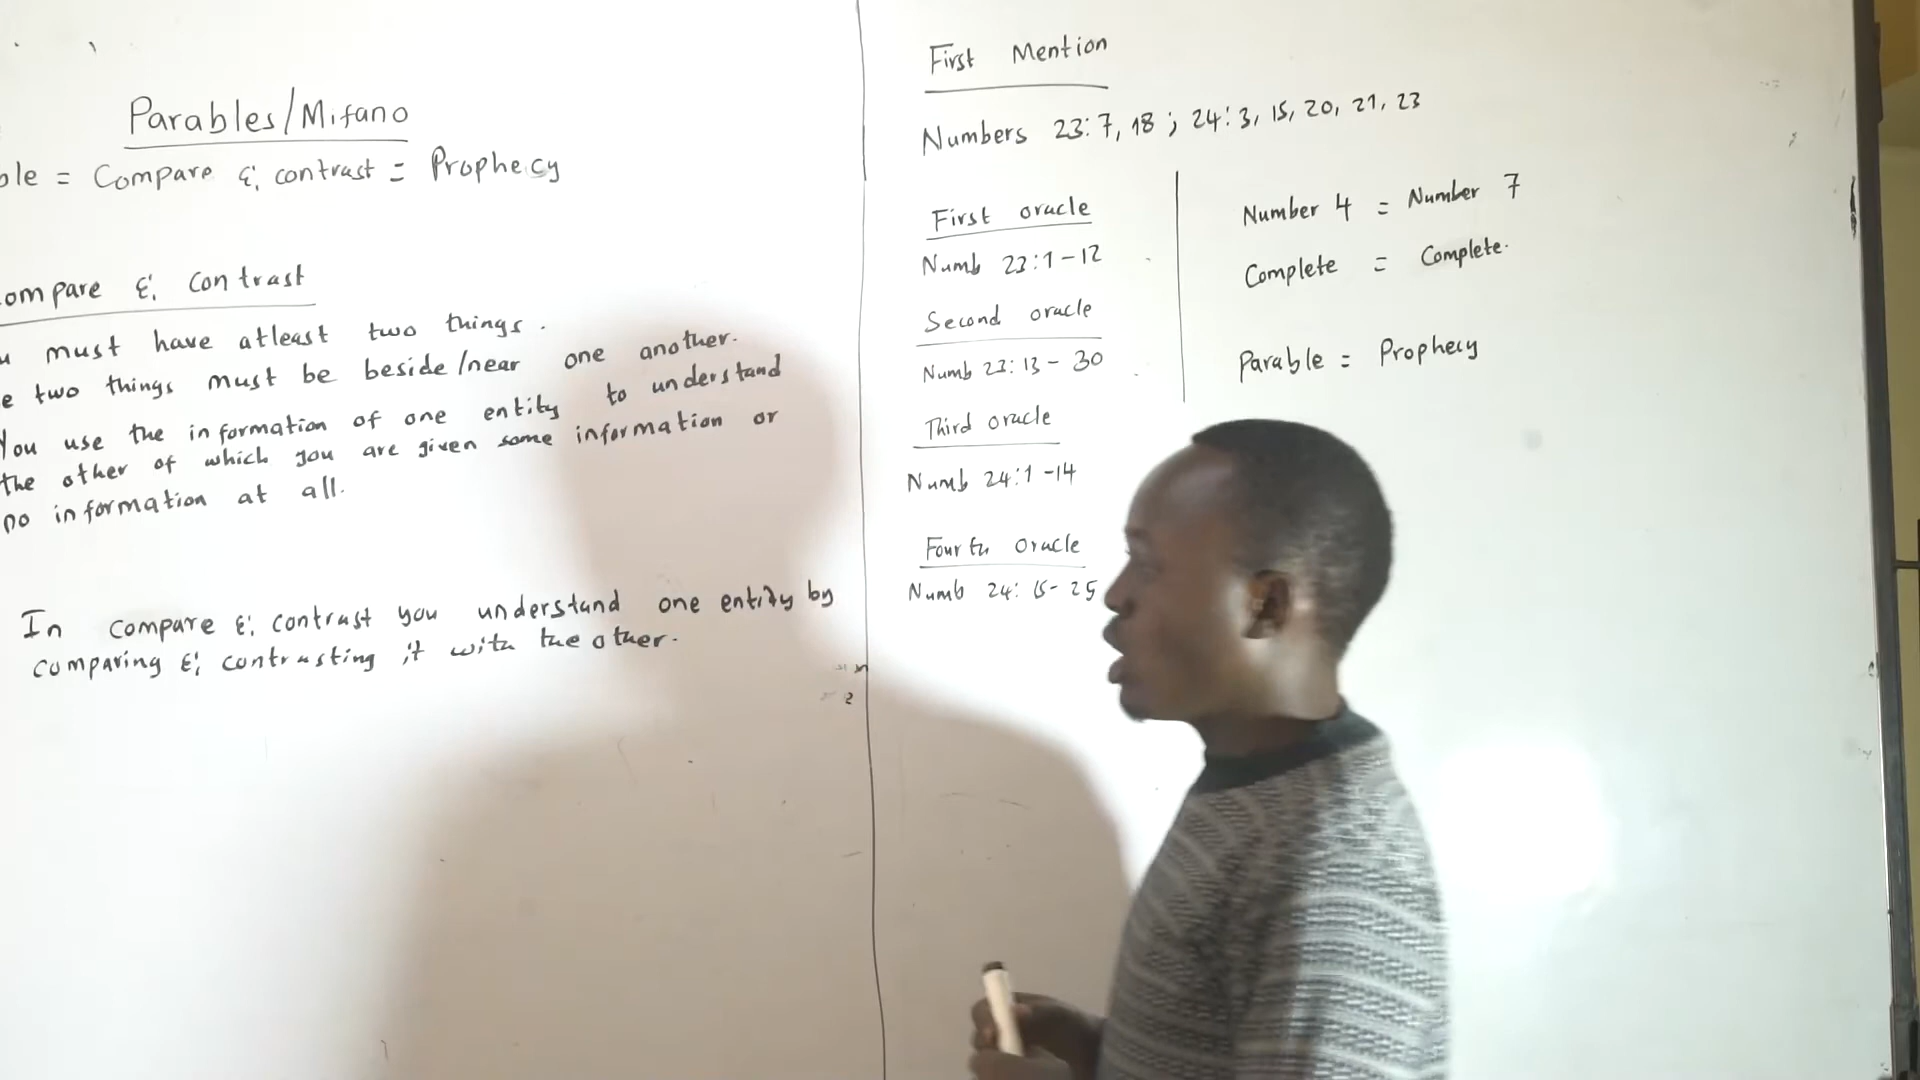 Parables/Mifano
ble = Compare & contrast = Prophecy
ompare & contrast
u must have atleast two things.
e two things must be beside/near one another.
You use the information of one entity to understand
the other of which you are given some information or
no information at all.
In compare & contrast you understand one entity by
comparing & contrasting it with the other.
First Mention
Numbers 23:7, 18 ; 24:3, 15, 20, 21, 23
First oracle
Numb 23:1-12
Second oracle
Numb 23:13-30
Third oracle
Numb 24:1-14
Fourth Oracle
Numb 24:15-25
Number 4 = Number 7
Complete = Complete.
Parable = Prophecy